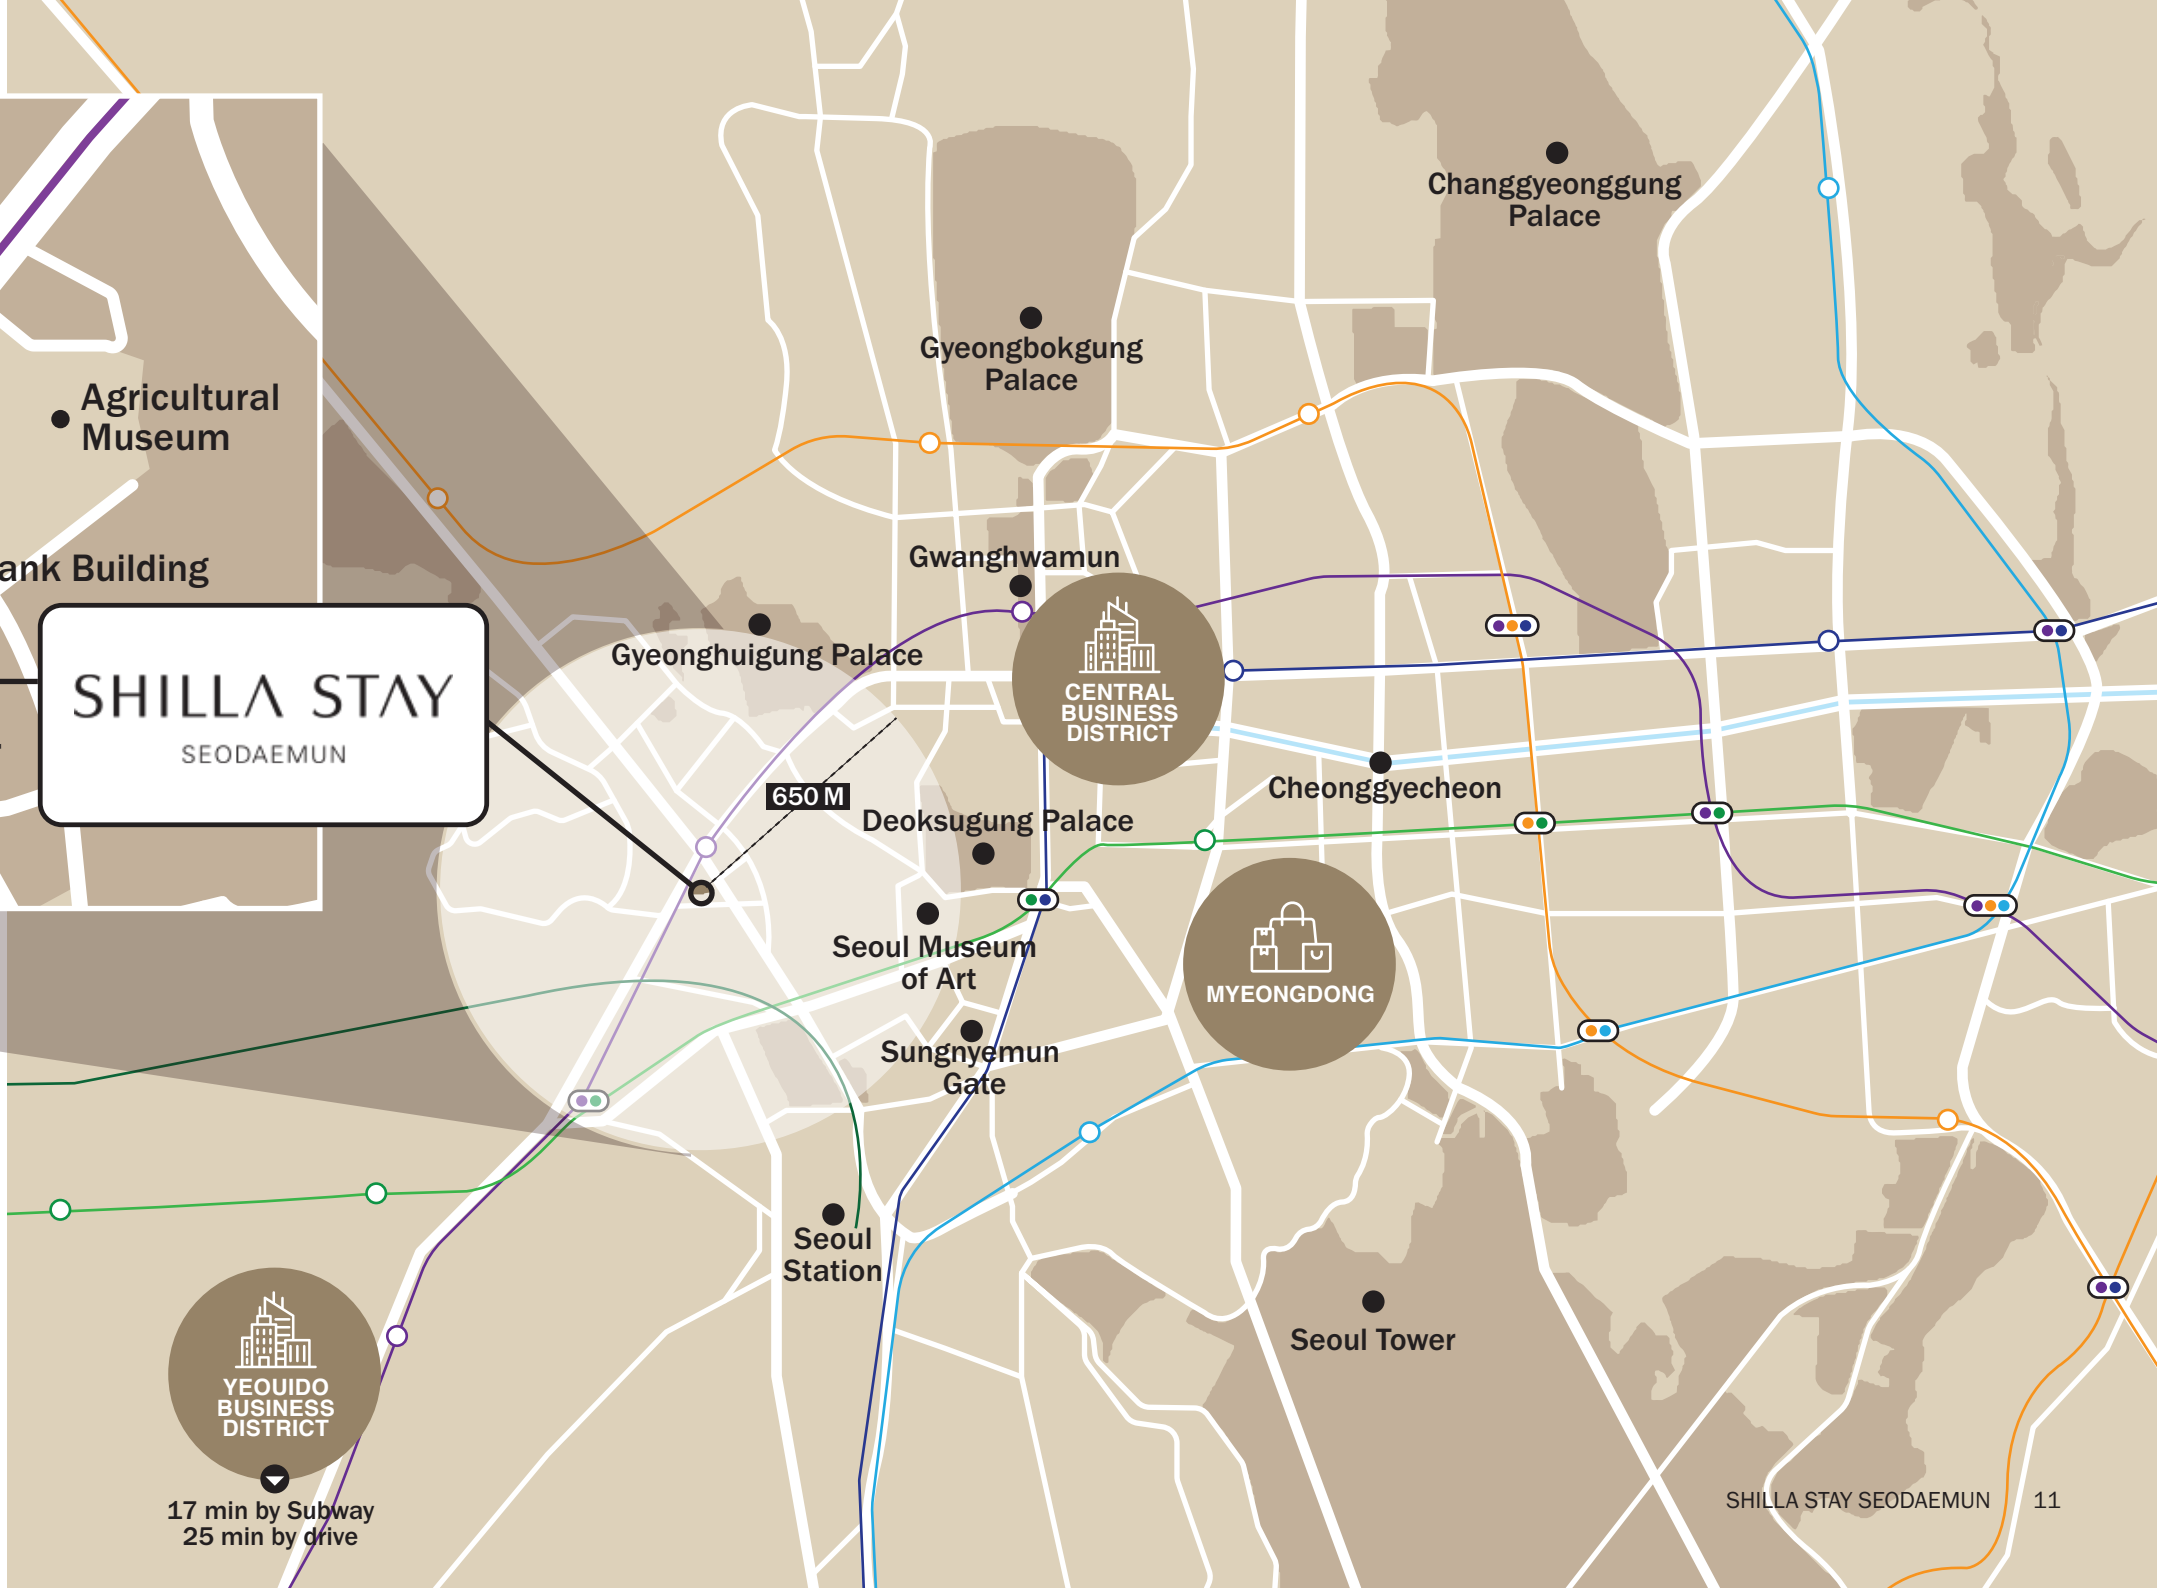 Changgyeonggung
Palace
Gyeongbokgung
Palace
Agricultural
Museum
ank Building
Gwanghwamun
Gyeonghuigung Palace
SHILLA STAY
SEODAEMUN
CENTRAL
BUSINESS
DISTRICT
650 M
Cheonggyecheon
Deoksugung Palace
Seoul Museum
of Art
MYEONGDONG
Sungnyemun
Gate
Seoul
Station
Seoul Tower
YEOUIDO
BUSINESS
DISTRICT
17 min by Subway
25 min by drive
SHILLA STAY SEODAEMUN 11